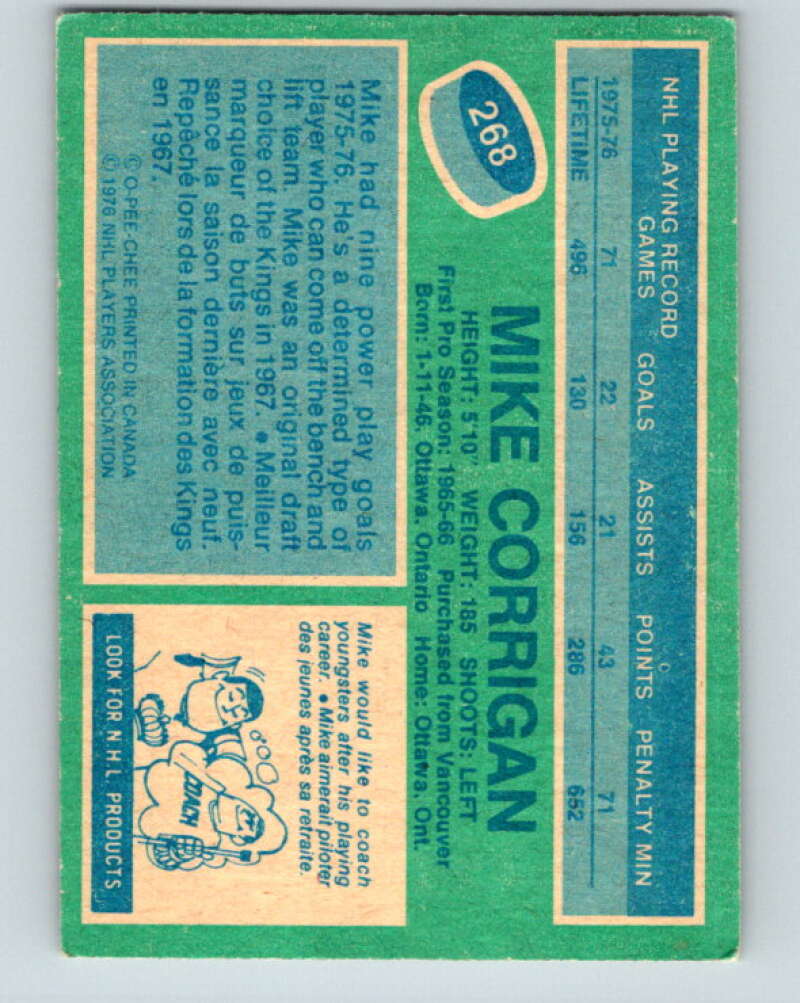 NHL PLAYING RECORD
GAMES GOALS ASSISTS POINTS PENALTY MIN
1975-76 71 22 21 43 71
LIFETIME 496 130 156 286 652
268
MIKE CORRIGAN
HEIGHT: 5'10' WEIGHT: 185 SHOOTS: LEFT
First Pro Season: 1965-66 Purchased from Vancouver
Born: 1-11-46, Ottawa, Ontario Home: Ottawa, Ont.
Mike had nine power play goals
1975-76. He's a determined type of
player who can come off the bench and
lift team. Mike was an original draft
choice of the Kings in 1967. • Meilleur
marqueur de buts sur jeux de puis-
sance la saison dernière avec neuf.
Repêché lors de la formation des Kings
en 1967.
© O-PEE-CHEE PRINTED IN CANADA
© 1976 NHL PLAYERS ASSOCIATION
Mike would like to coach
youngsters after his playing
career. • Mike aimerait piloter
des jeunes après sa retraite.
COACH
LOOK FOR N.H.L. PRODUCTS